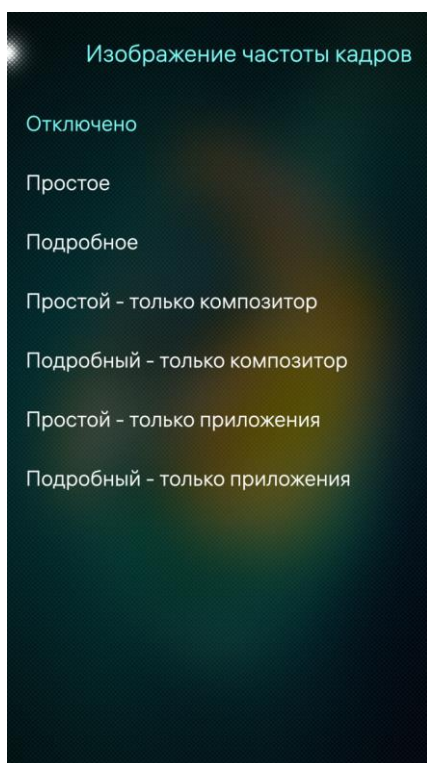 Изображение частоты кадров
Отключено
Простое
Подробное
Простой - только композитор
Подробный - только композитор
Простой - только приложения
Подробный - только приложения